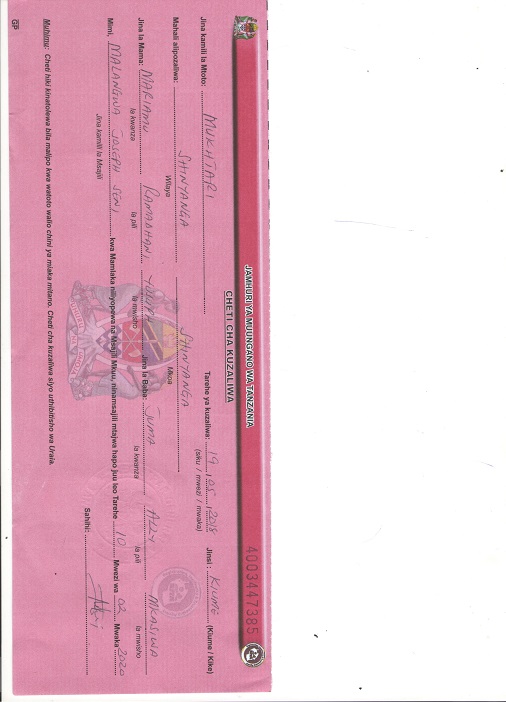 JAMHURI YA MUUNGANO WA TANZANIA
4003447385
CHETI CHA KUZALIWA
Jina kamili la Mtoto: MUKHTARI Tarehe ya kuzaliwa: 19 / 05 / 2018 Jinsi: KIUME (Kiume / Kike)
(siku / mwezi / mwaka)
Mahali alipozaliwa: SHINYANGA SHINYANGA
Wilaya Mkoa
Jina la Mama: MARIAMU RAMADHANI Jina la Baba: JUMA ALLY MKASIWA
la kwanza la pili la mwisho la kwanza la pili la mwisho
Mimi, MALANGWA JOSEPH SENI kwa Mamlaka niliyopewa na Msajili Mkuu, ninamsajili mtajwa hapo juu leo Tarehe 10 Mwezi wa 02 Mwaka 2020
Jina kamili la Msajili
Sahihi:
Muhimu: Cheti hiki kinatolewa bila malipo kwa watoto walio chini ya miaka mitano. Cheti cha kuzaliwa siyo uthibitisho wa Uraia.
GP